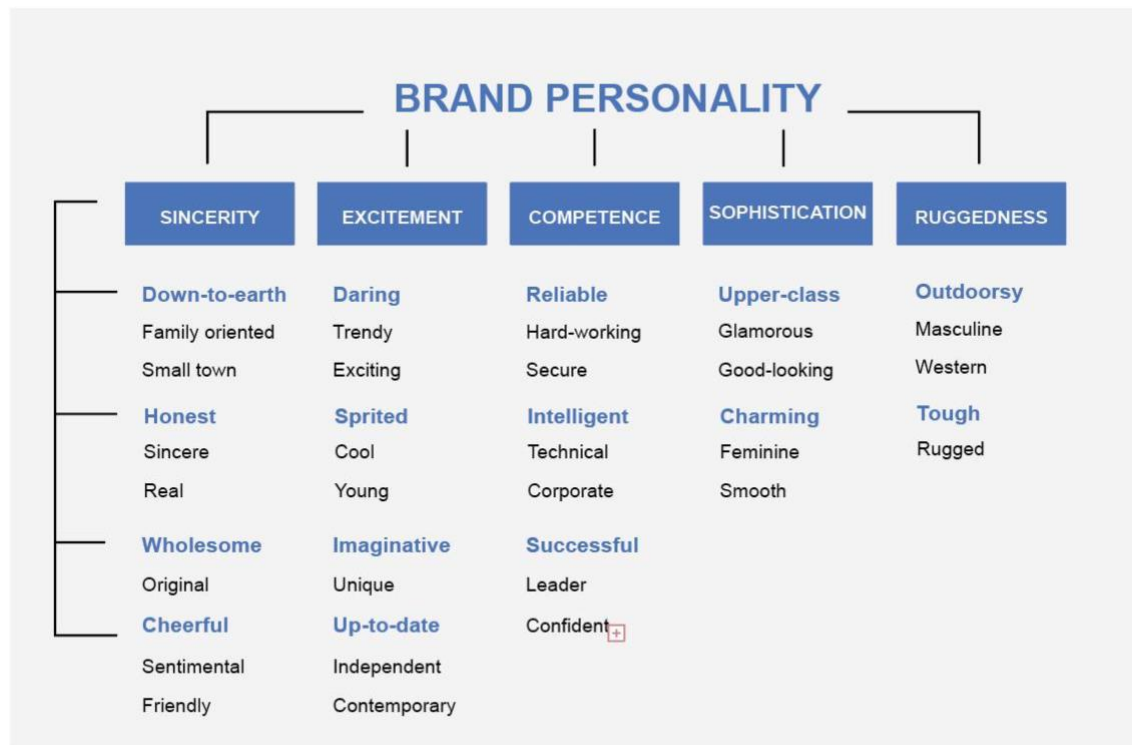 BRAND PERSONALITY
SINCERITY
EXCITEMENT
COMPETENCE
SOPHISTICATION
RUGGEDNESS
Down-to-earth
Family oriented
Small town
Honest
Sincere
Real
Wholesome
Original
Cheerful
Sentimental
Friendly
Daring
Trendy
Exciting
Sprited
Cool
Young
Imaginative
Unique
Up-to-date
Independent
Contemporary
Reliable
Hard-working
Secure
Intelligent
Technical
Corporate
Successful
Leader
Confident
Upper-class
Glamorous
Good-looking
Charming
Feminine
Smooth
Outdoorsy
Masculine
Western
Tough
Rugged